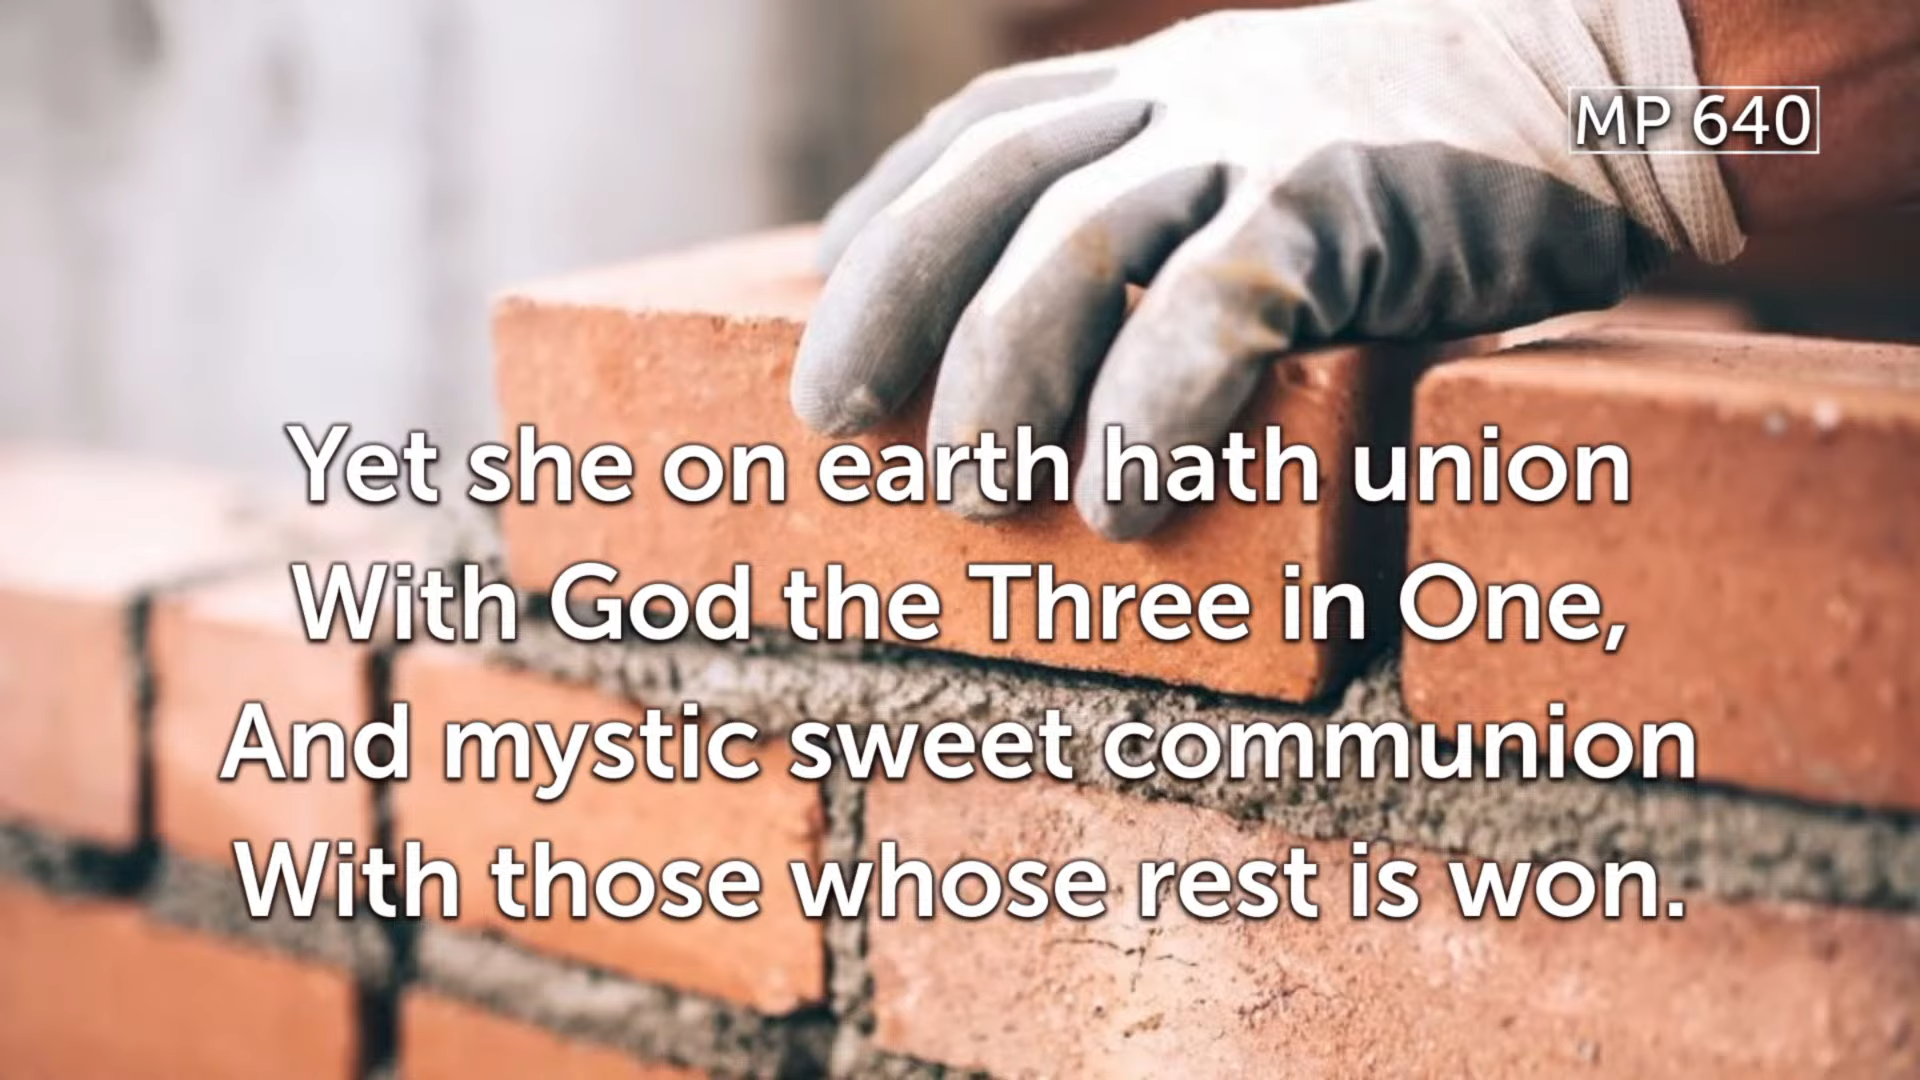 MP 640
Yet she on earth hath union
With God the Three in One,
And mystic sweet communion
With those whose rest is won.